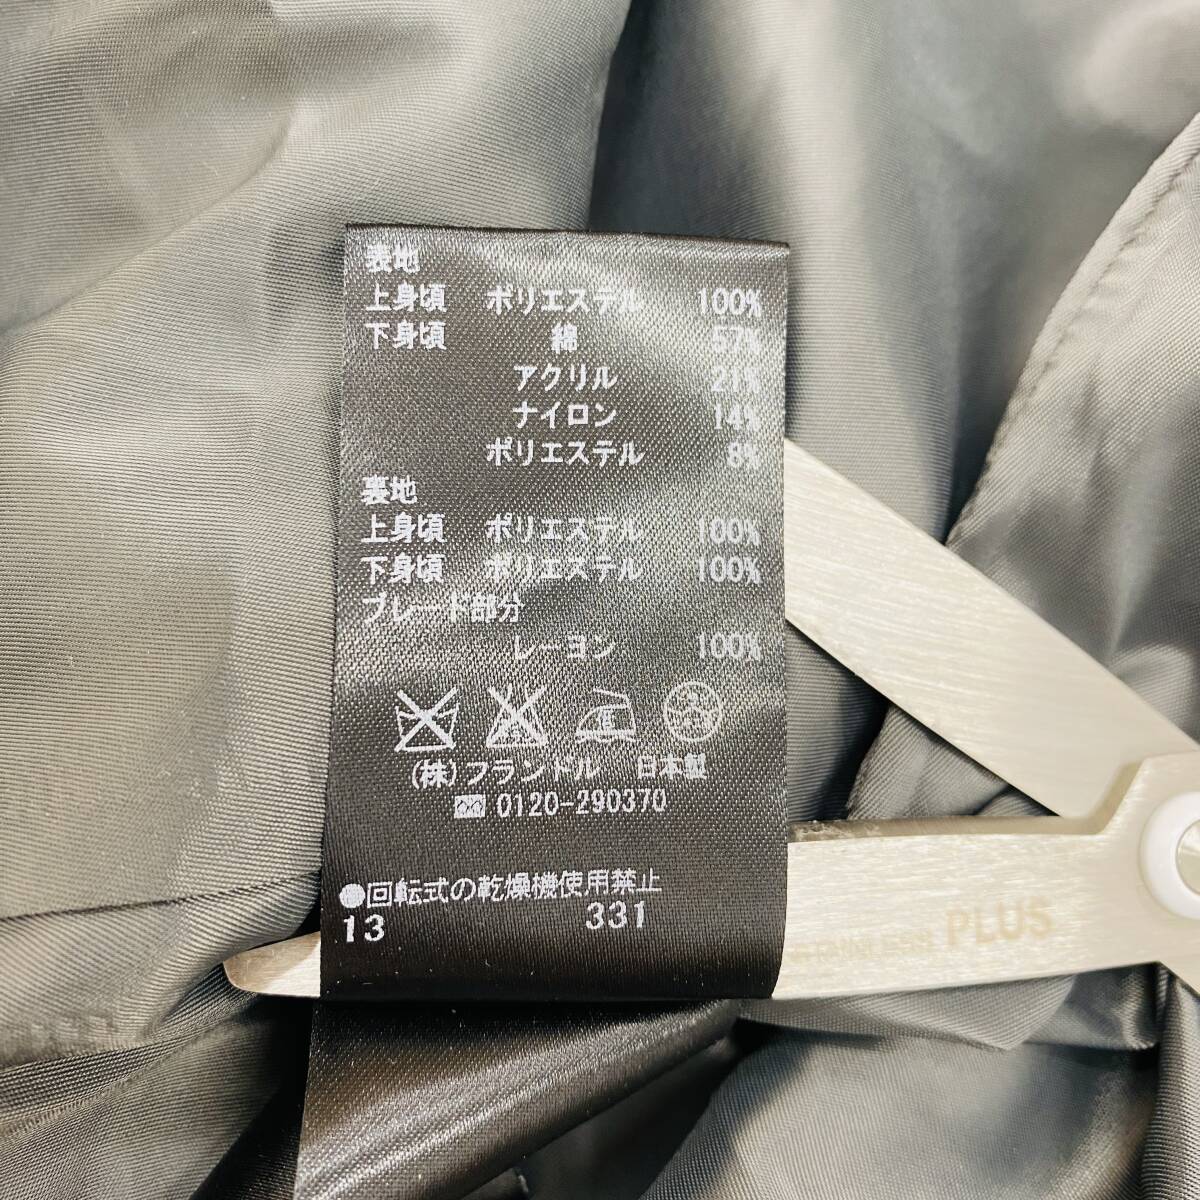 表地
上身頃 ポリエステル 100%
下身頃 綿 57%
アクリル 21%
ナイロン 14%
ポリエステル 8%
裏地
上身頃 ポリエステル 100%
下身頃 ポリエステル 100%
ブレード部分
レーヨン 100%
(株)フランドル 日本製
0120-290370
●回転式の乾燥機使用禁止
13 331
STAINLESS PLUS